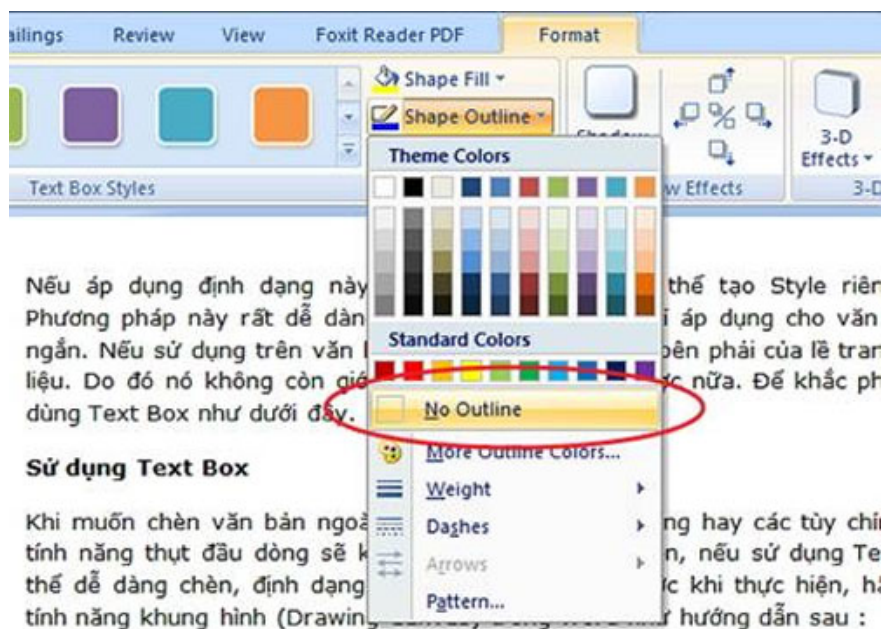 Mailings Review View Foxit Reader PDF Format
Shape Fill
Shape Outline
Theme Colors
3-D
Effects
Text Box Styles
w Effects
3-D
Nếu áp dụng định dạng này
thể tạo Style riên
Phương pháp này rất dễ dàn
áp dụng cho văn
Standard Colors
ngắn. Nếu sử dụng trên văn
bên phải của lề tran
liệu. Do đó nó không còn
nữa. Để khắc ph
No Outline
dùng Text Box như dưới đây.
More Outline Colors...
Sử dụng Text Box
Weight
Khi muốn chèn văn bản ngoà
ng hay các tùy chỉn
Dashes
tính năng thụt đầu dòng sẽ k
n, nếu sử dụng Te
Arrows
thể dễ dàng chèn, định dạng
khi thực hiện, hã
Pattern...
tính năng khung hình (Drawing
hướng dẫn sau :